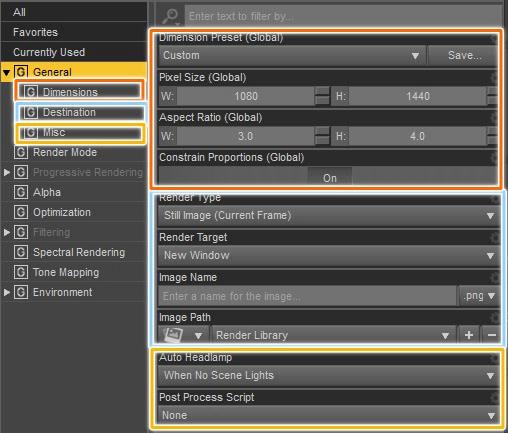 All
Favorites
Currently Used
General
Dimensions
Destination
Misc
Render Mode
Progressive Rendering
Alpha
Optimization
Filtering
Spectral Rendering
Tone Mapping
Environment
Enter text to filter by...
Dimension Preset (Global)
Custom Save...
Pixel Size (Global)
W: 1080 H: 1440
Aspect Ratio (Global)
W: 3.0 H: 4.0
Constrain Proportions (Global)
On
Render Type
Still Image (Current Frame)
Render Target
New Window
Image Name
Enter a name for the image... .png
Image Path
Render Library
Auto Headlamp
When No Scene Lights
Post Process Script
None